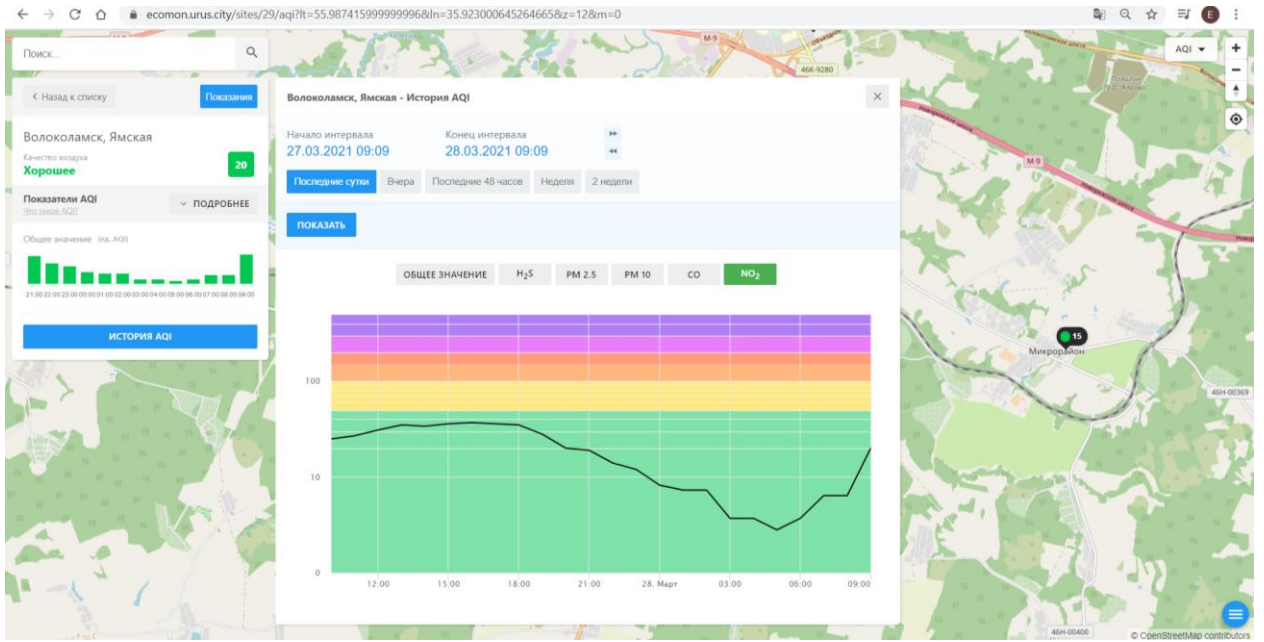 ecomon.urus.city/sites/29/aqi?lt=55.987415999999996&ln=35.923000645264665&z=12&m=0
E
Поиск...
М-9
46К-9280
AQI
+
−
Назад к списку
Показания
Волоколамск, Ямская - История AQI
×
Волоколамск, Ямская
Качество воздуха
Хорошее
20
Начало интервала
Конец интервала
27.03.2021 09:09
28.03.2021 09:09
Последние сутки
Вчера
Последние 48 часов
Неделя
2 недели
Показатели AQI
Что такое AQI?
ПОДРОБНЕЕ
ПОКАЗАТЬ
Общее значение
21:00 22:00 23:00 00:00 01:00 02:00 03:00 04:00 05:00 06:00 07:00 08:00 09:00
ИСТОРИЯ AQI
ОБЩЕЕ ЗНАЧЕНИЕ
H₂S
PM 2.5
PM 10
CO
NO₂
100
10
0
12:00
15:00
18:00
21:00
28. Март
03:00
06:00
09:00
М-9
15
Микрорайон
46Н-00369
46Н-00400
© OpenStreetMap contributors